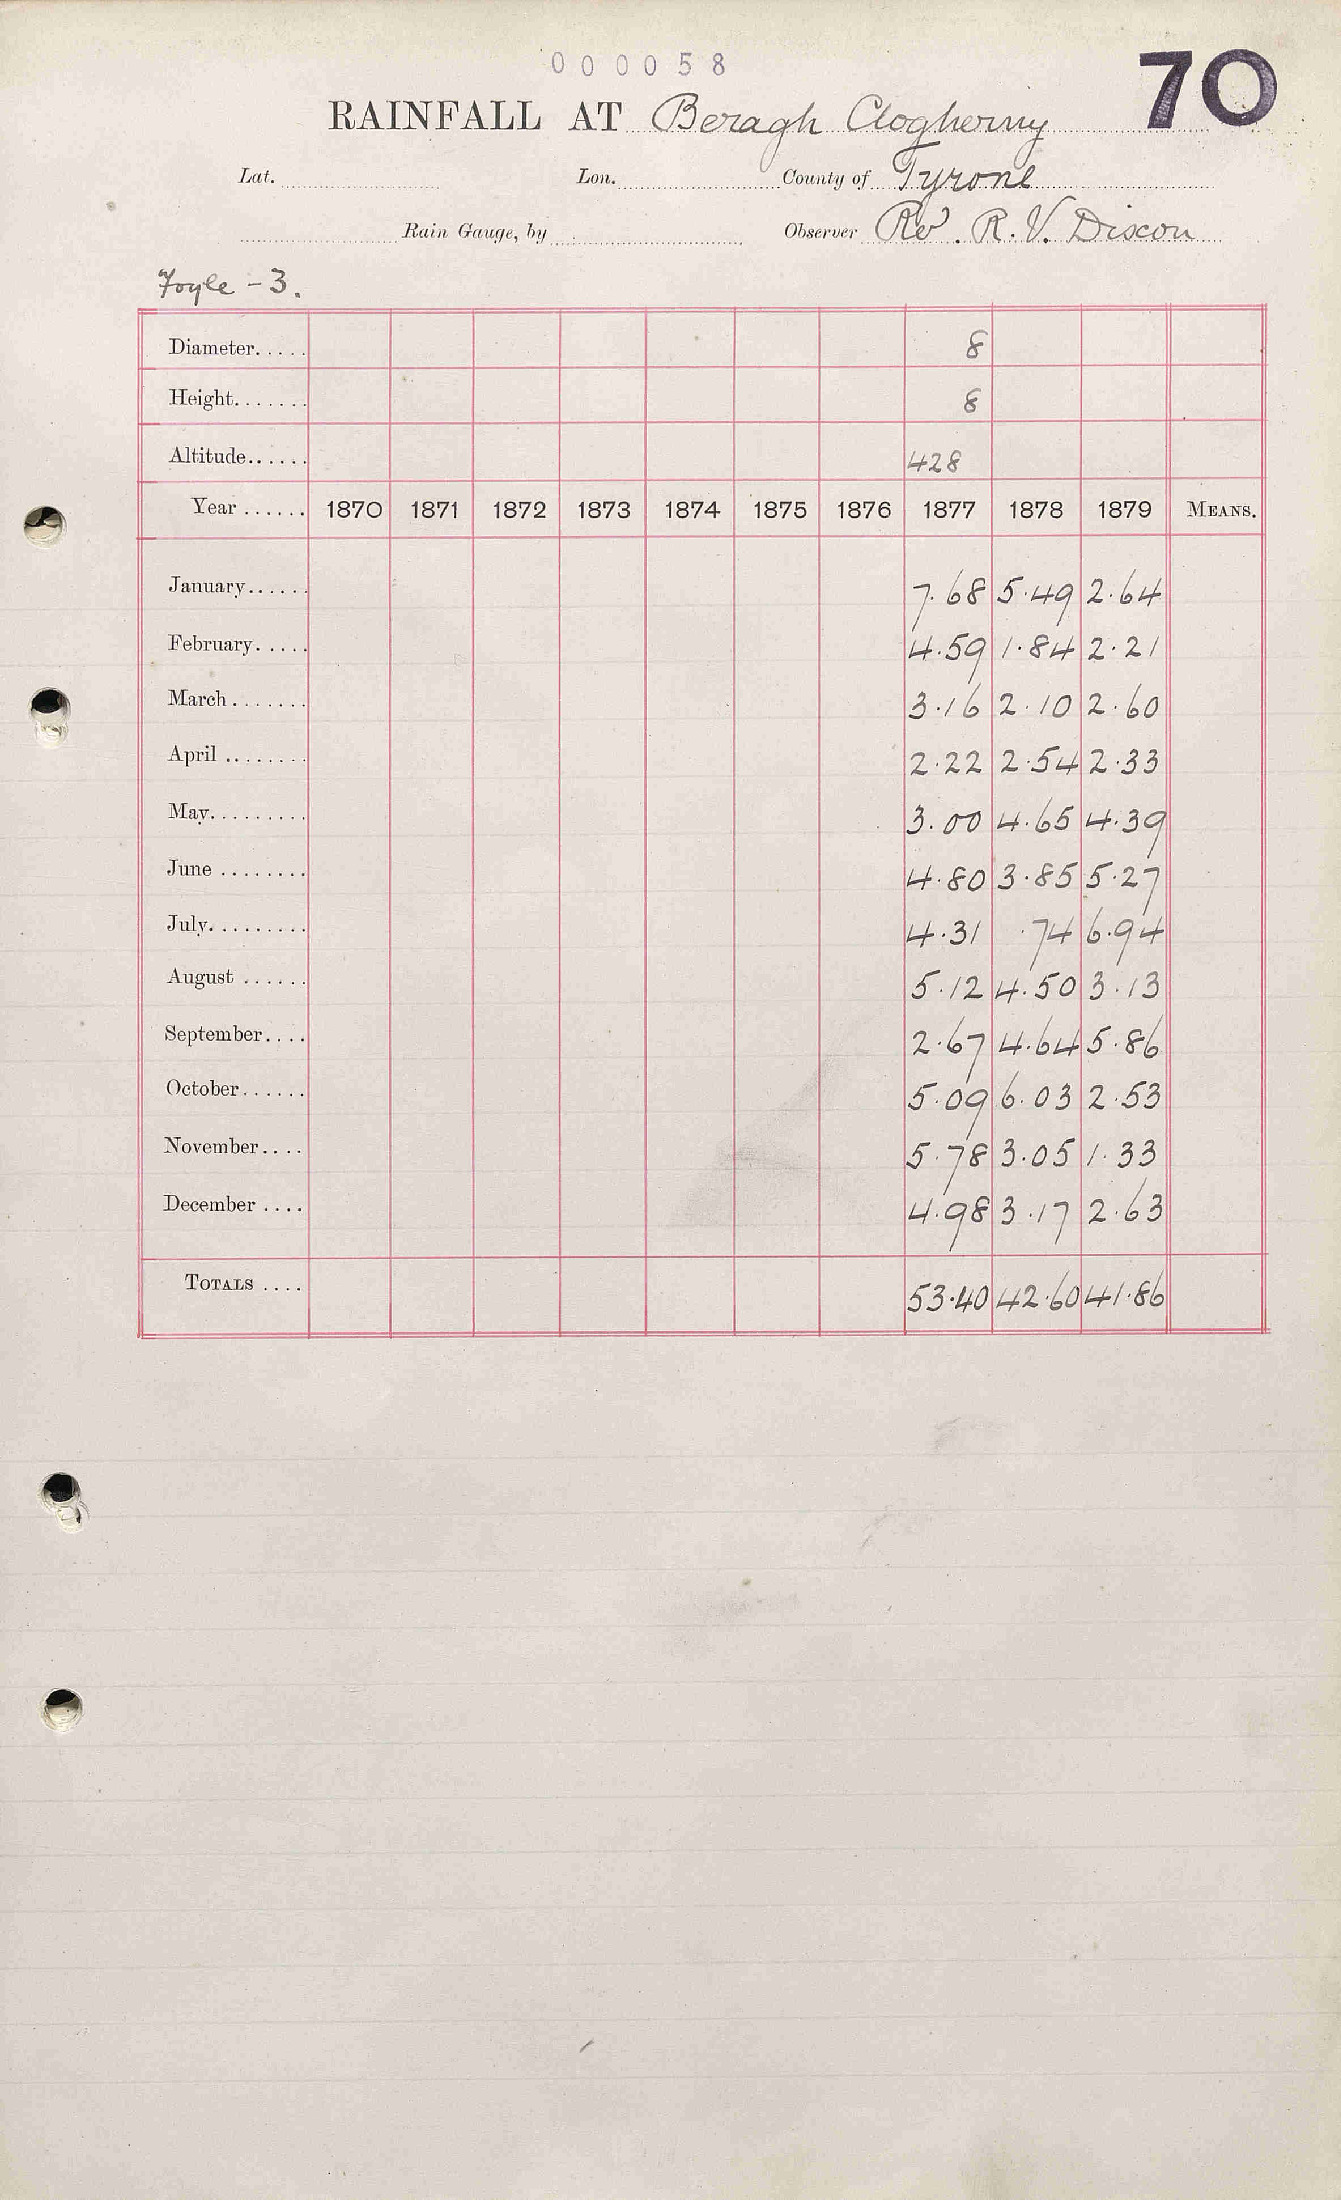 000058
70
RAINFALL AT Beragh Clogherny
Lat. Lon. County of Tyrone
Rain Gauge, by Observer Revd. R. V. Dixon
Foyle - 3.
Diameter..... 8
Height....... 8
Altitude...... 428
Year ...... 1870 1871 1872 1873 1874 1875 1876 1877 1878 1879 MEANS.
January...... 7.68 5.49 2.64
February..... 4.59 1.84 2.21
March....... 3.16 2.10 2.60
April ........ 2.22 2.54 2.33
May......... 3.00 4.65 4.39
June ........ 4.80 3.85 5.27
July......... 4.31 .74 6.94
August ...... 5.12 4.50 3.13
September.... 2.67 4.64 5.86
October...... 5.09 6.03 2.53
November.... 5.78 3.05 1.33
December .... 4.98 3.17 2.63
TOTALS .... 53.40 42.60 41.86